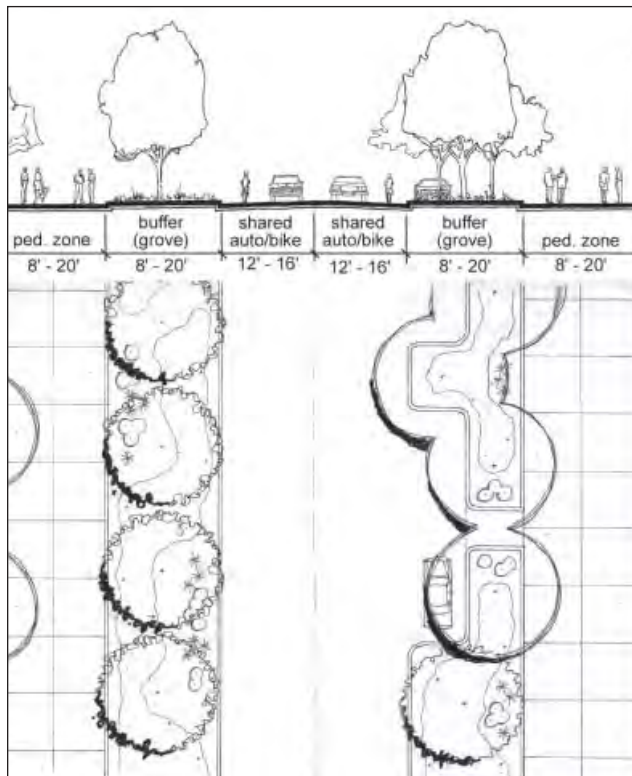 ped. zone
8' - 20'
buffer
(grove)
8' - 20'
shared
auto/bike
12' - 16'
shared
auto/bike
12' - 16'
buffer
(grove)
8' - 20'
ped. zone
8' - 20'